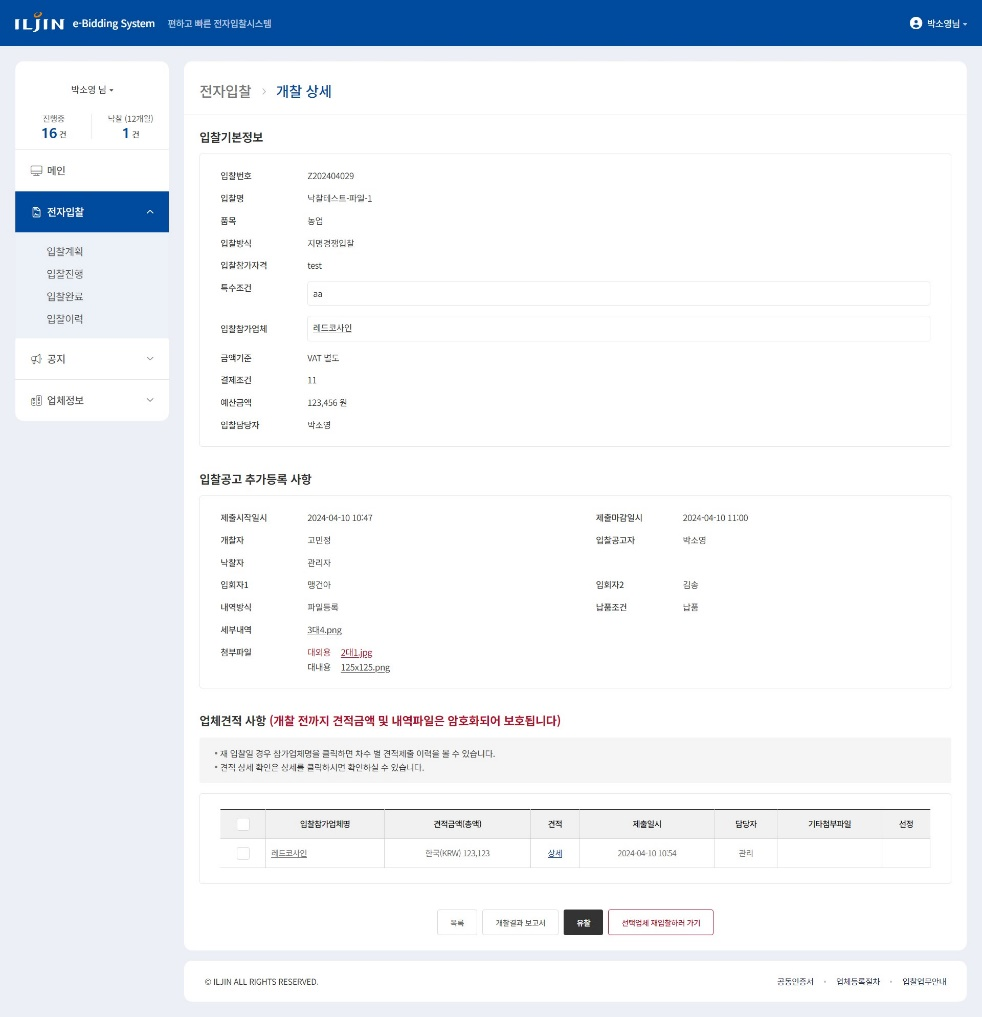 ILJIN e-Bidding System 편하고 빠른 전자입찰시스템
박소영님
박소영 님
진행중 낙찰 (12개월)
16 건 1 건
메인
전자입찰
입찰계획
입찰진행
입찰완료
입찰이력
공지
업체정보
전자입찰 > 개찰 상세
입찰기본정보
입찰번호 Z202404029
입찰명 낙찰테스트-파일-1
품목 농업
입찰방식 지명경쟁입찰
입찰참가자격 test
특수조건 aa
입찰참가업체 레드코사인
금액기준 VAT 별도
결제조건 11
예산금액 123,456 원
입찰담당자 박소영
입찰공고 추가등록 사항
제출시작일시 2024-04-10 10:47 제출마감일시 2024-04-10 11:00
개찰자 고민정 입찰공고자 박소영
낙찰자 관리자
입회자1 맹건아 입회자2 김송
내역방식 파일등록 납품조건 납품
세부내역 3대4.png
첨부파일 대외용 2대1.jpg
대내용 125x125.png
업체견적 사항 (개찰 전까지 견적금액 및 내역파일은 암호화되어 보호됩니다)
• 재 입찰일 경우 참가업체명을 클릭하면 차수 별 견적제출 이력을 볼 수 있습니다.
• 견적 상세 확인은 상세를 클릭하시면 확인하실 수 있습니다.
입찰참가업체명 견적금액(총액) 견적 제출일시 담당자 기타첨부파일 선정
레드코사인 한국(KRW) 123,123 상세 2024-04-10 10:54 관리
목록 개찰결과 보고서 유찰 선택업체 재입찰하러 가기
© ILJIN ALL RIGHTS RESERVED. 공동인증서 • 업체등록절차 • 입찰업무안내